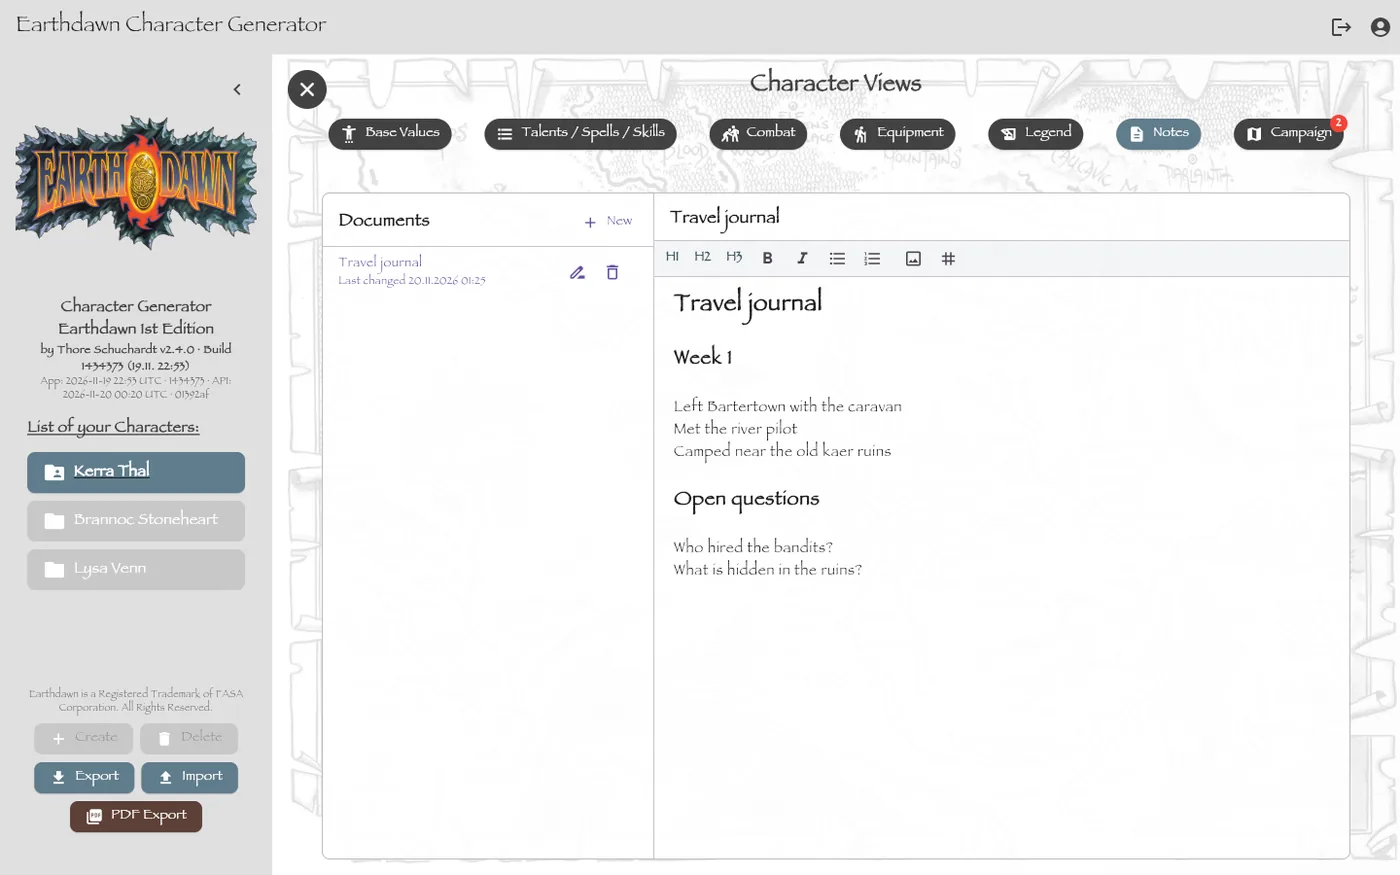 Earthdawn Character Generator
EARTHDAWN
Character Generator
Earthdawn 1st Edition
by Thore Schuchardt v2.4.0 · Build
1434373 (19.11. 22:53)
App: 2026-11-19 22:53 UTC · 1434373 · API:
2026-11-20 00:20 UTC · 01392af
List of your Characters:
Kerra Thal
Brannoc Stoneheart
Lysa Venn
Earthdawn is a Registered Trademark of FASA
Corporation. All Rights Reserved.
Create
Delete
Export
Import
PDF Export
Character Views
Base Values
Talents / Spells / Skills
Combat
Equipment
Legend
Notes
Campaign
2
Documents
New
Travel journal
Last changed 20.11.2026 01:25
Travel journal
H1 H2 H3 B I
Travel journal
Week 1
Left Bartertown with the caravan
Met the river pilot
Camped near the old kaer ruins
Open questions
Who hired the bandits?
What is hidden in the ruins?